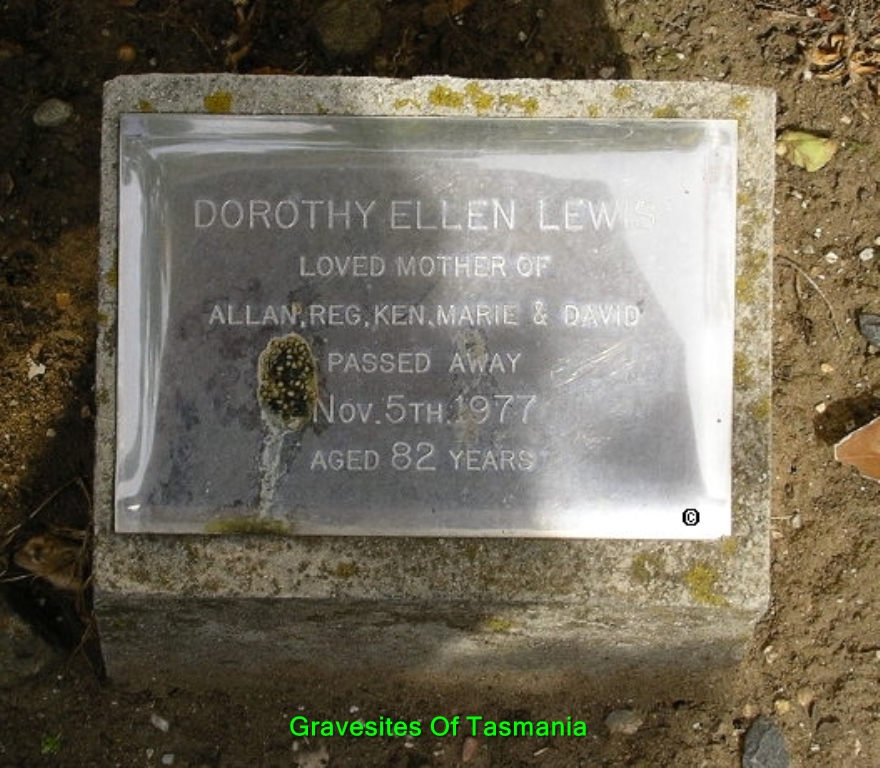 DOROTHY ELLEN LEWIS
LOVED MOTHER OF
ALLAN, REG, KEN, MARIE & DAVID
PASSED AWAY
NOV. 5TH. 1977
AGED 82 YEARS
©
Gravesites Of Tasmania